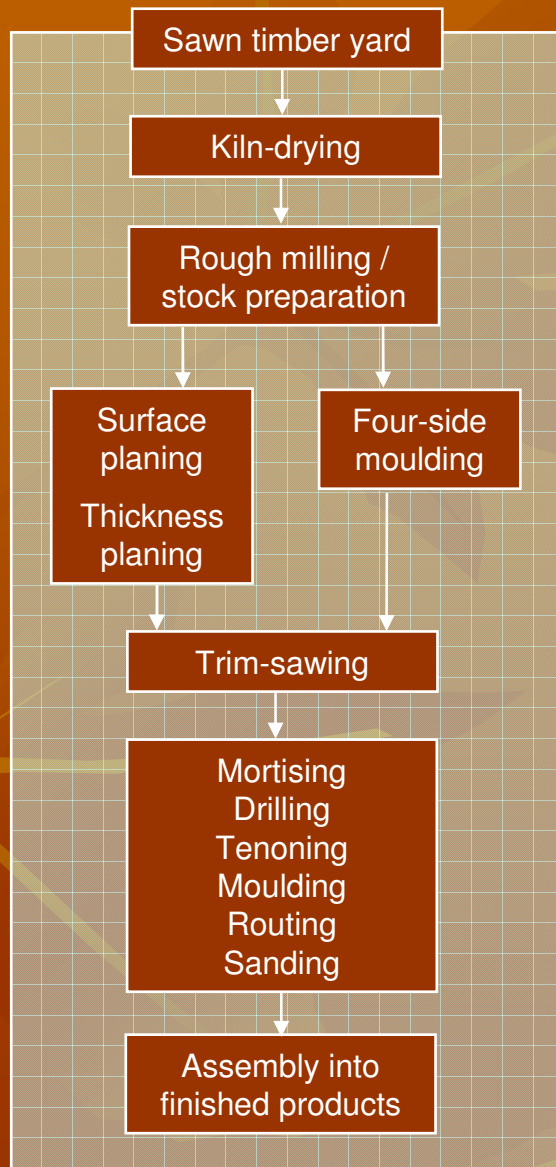 Sawn timber yard
Kiln-drying
Rough milling /
stock preparation
Surface
planing
Thickness
planing
Four-side
moulding
Trim-sawing
Mortising
Drilling
Tenoning
Moulding
Routing
Sanding
Assembly into
finished products